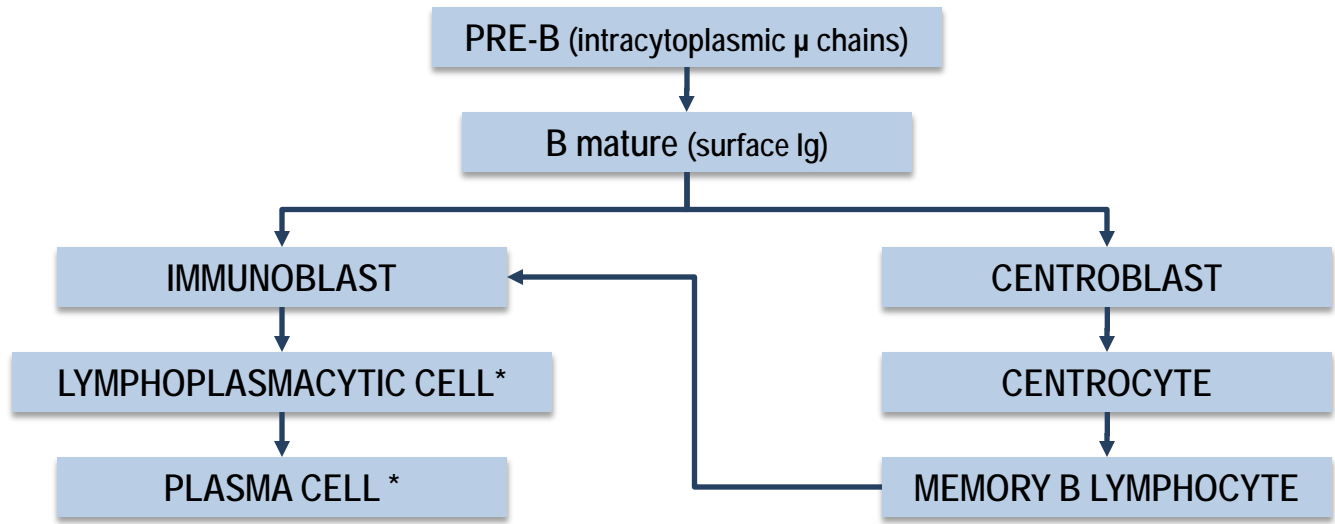 PRE-B (intracytoplasmic µ chains)
B mature (surface Ig)
IMMUNOBLAST
CENTROBLAST
LYMPHOPLASMACYTIC CELL*
CENTROCYTE
PLASMA CELL *
MEMORY B LYMPHOCYTE